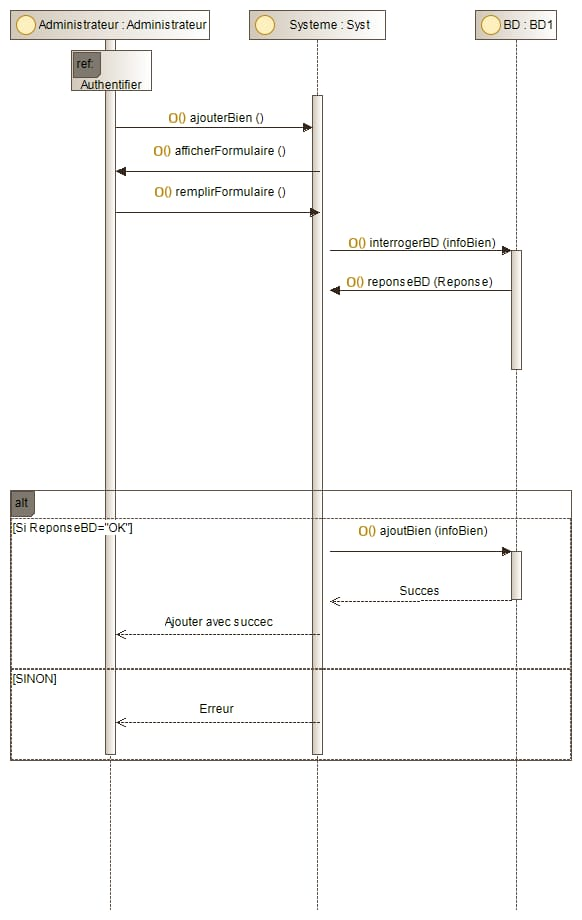 Administrateur : Administrateur
Systeme : Syst
BD : BD1
ref:
Authentifier
O() ajouterBien ()
O() afficherFormulaire ()
O() remplirFormulaire ()
O() interrogerBD (infoBien)
O() reponseBD (Reponse)
alt
[Si ReponseBD="OK"]
O() ajoutBien (infoBien)
Succes
Ajouter avec succec
[SINON]
Erreur